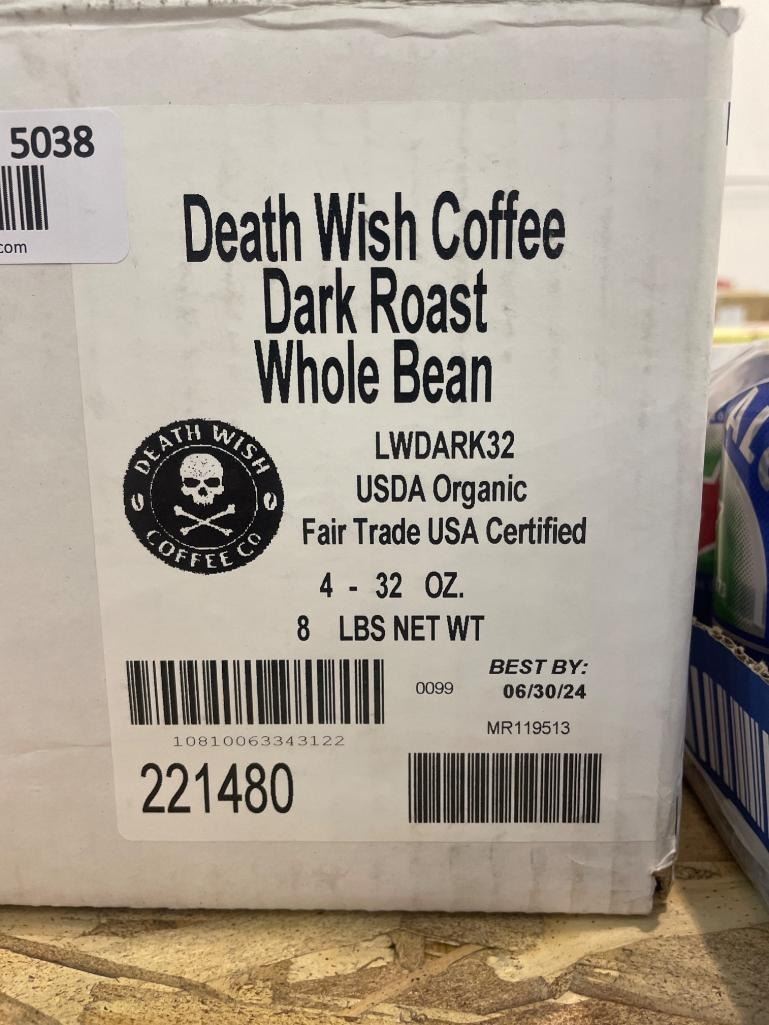 5038
com
Death Wish Coffee
Dark Roast
Whole Bean
DEATH WISH
COFFEE CO
LWDARK32
USDA Organic
Fair Trade USA Certified
4 - 32 OZ.
8 LBS NET WT
BEST BY:
0099 06/30/24
MR119513
10810063343122
221480